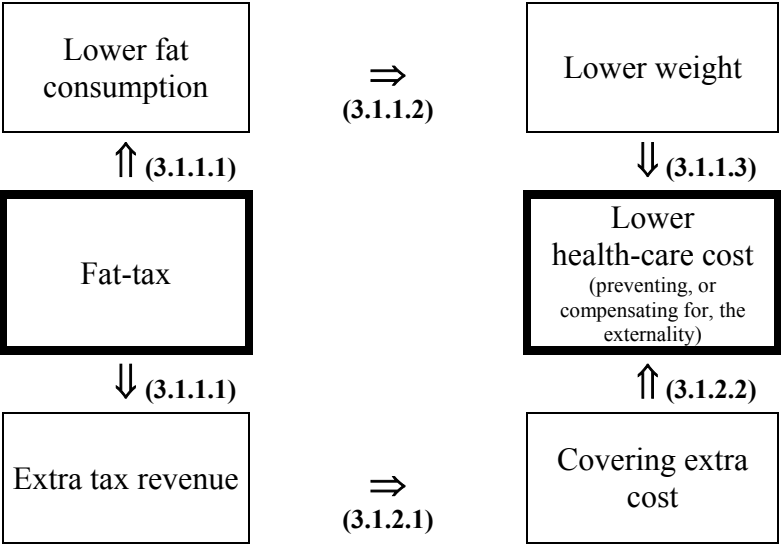 Lower fat
consumption
⇒
(3.1.1.2)
Lower weight
⇑ (3.1.1.1)
⇓ (3.1.1.3)
Fat-tax
Lower
health-care cost
(preventing, or
compensating for, the
externality)
⇓ (3.1.1.1)
⇑ (3.1.2.2)
Extra tax revenue
⇒
(3.1.2.1)
Covering extra
cost